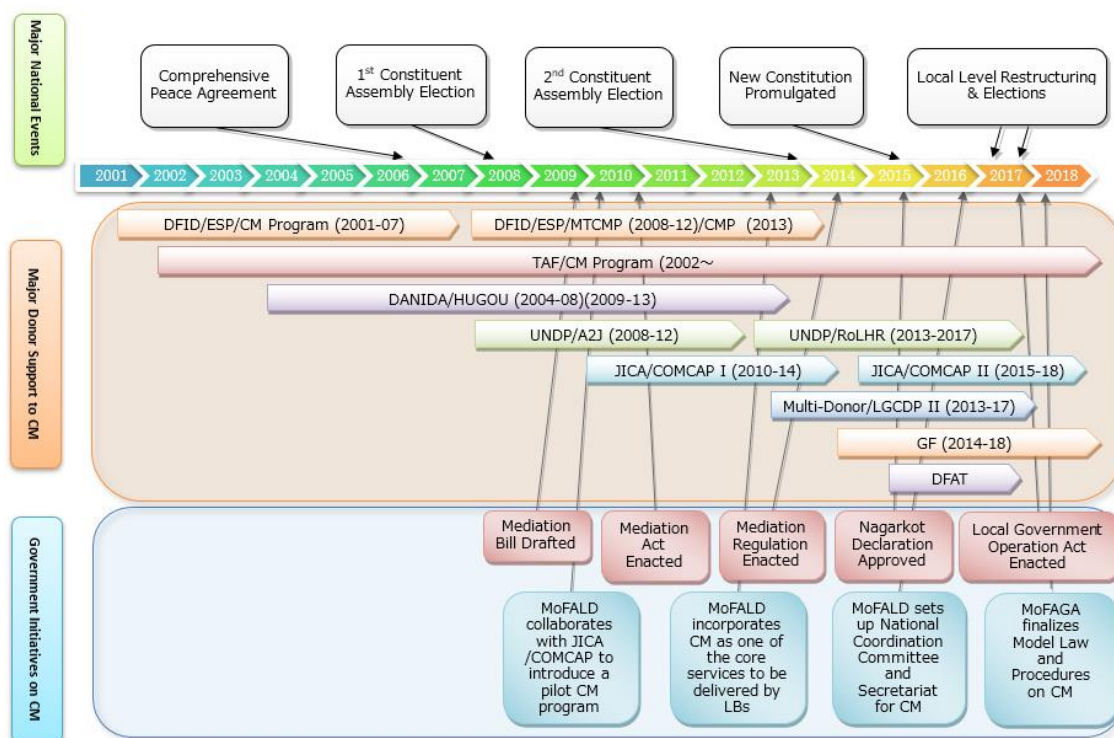 Major National Events
Comprehensive
Peace Agreement
1st Constituent
Assembly Election
2nd Constituent
Assembly Election
New Constitution
Promulgated
Local Level Restructuring
& Elections
2001 2002 2003 2004 2005 2006 2007 2008 2009 2010 2011 2012 2013 2014 2015 2016 2017 2018
Major Donor Support to CM
DFID/ESP/CM Program (2001-07)
DFID/ESP/MTCMP (2008-12)/CMP (2013)
TAF/CM Program (2002～
DANIDA/HUGOU (2004-08)(2009-13)
UNDP/A2J (2008-12)
UNDP/RoLHR (2013-2017)
JICA/COMCAP I (2010-14)
JICA/COMCAP II (2015-18)
Multi-Donor/LGCDP II (2013-17)
GF (2014-18)
DFAT
Government Initiatives on CM
Mediation
Bill Drafted
Mediation
Act
Enacted
Mediation
Regulation
Enacted
Nagarkot
Declaration
Approved
Local Government
Operation Act
Enacted
MoFALD
collaborates
with JICA
/COMCAP to
introduce a
pilot CM
program
MoFALD
incorporates
CM as one of
the core
services to be
delivered by
LBs
MoFALD sets
up National
Coordination
Committee
and
Secretariat
for CM
MoFAGA
finalizes
Model Law
and
Procedures
on CM